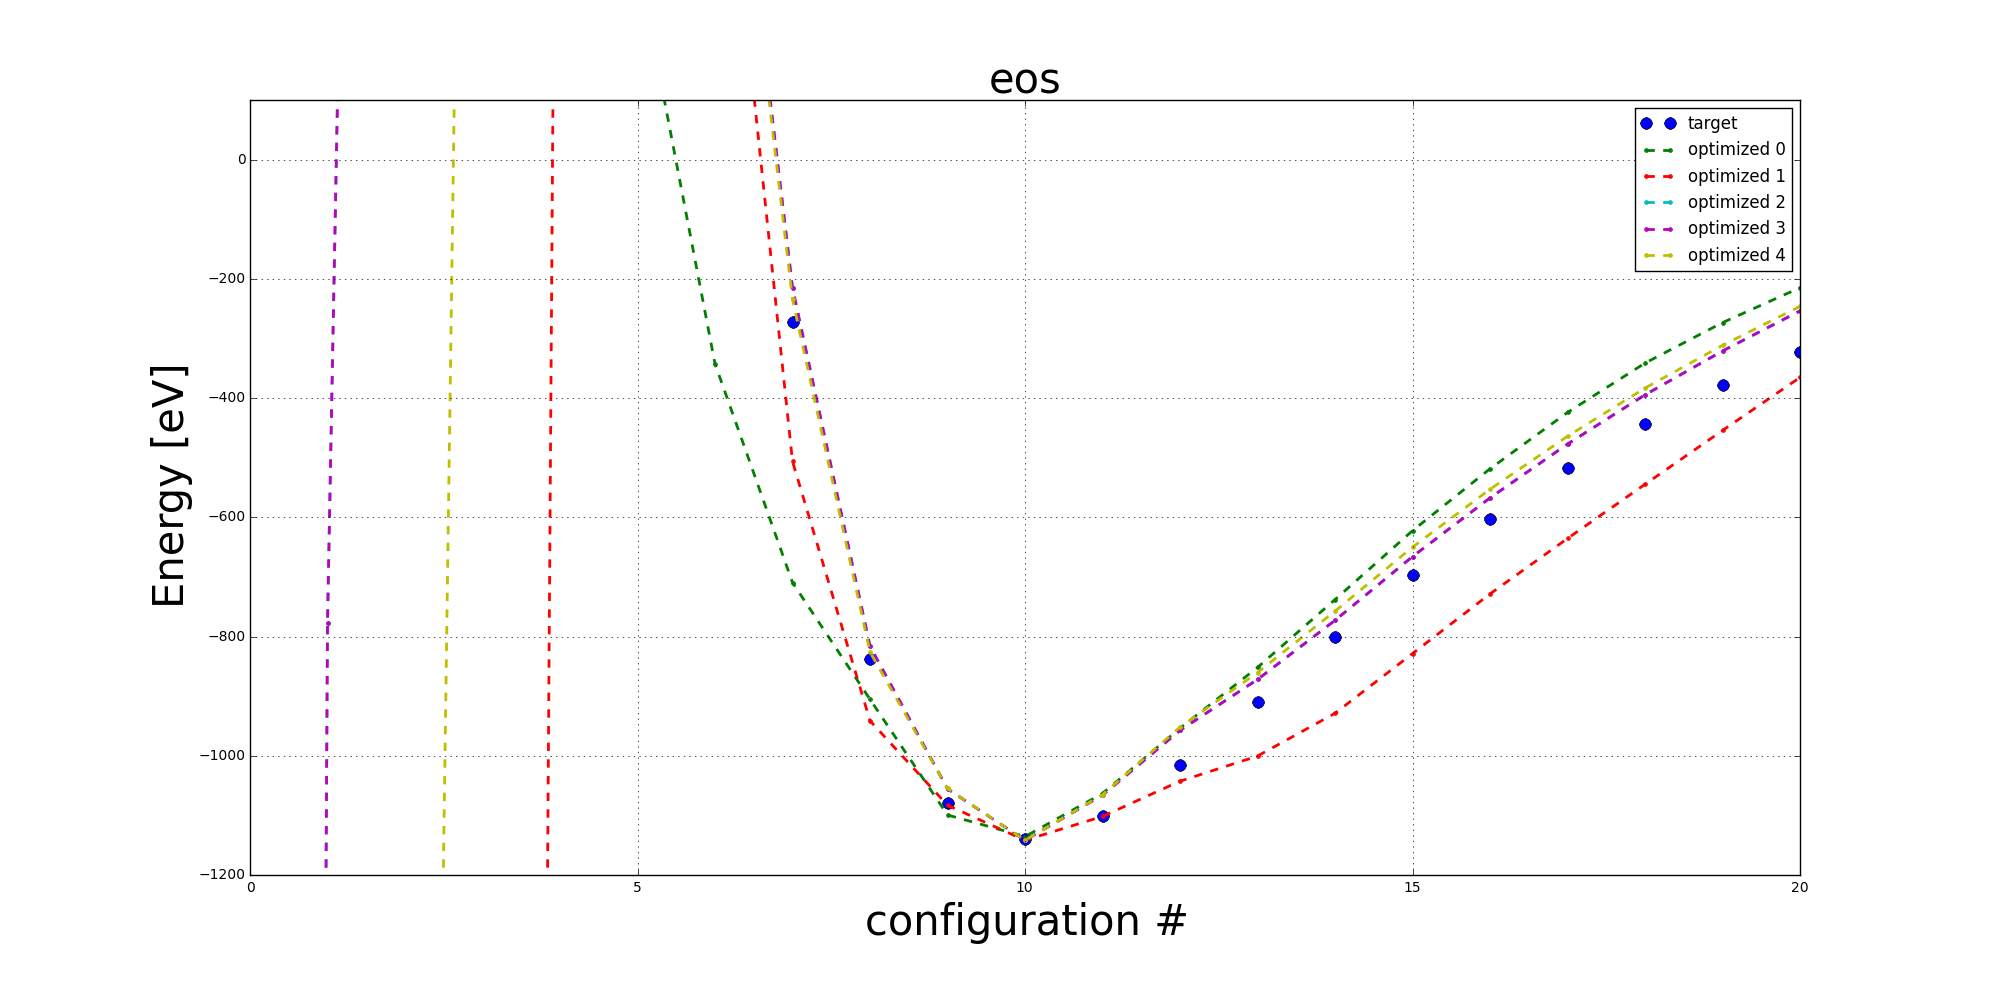 eos
Energy [eV]
0
−200
−400
−600
−800
−1000
−1200
0
5
10
15
20
configuration #
target
optimized 0
optimized 1
optimized 2
optimized 3
optimized 4